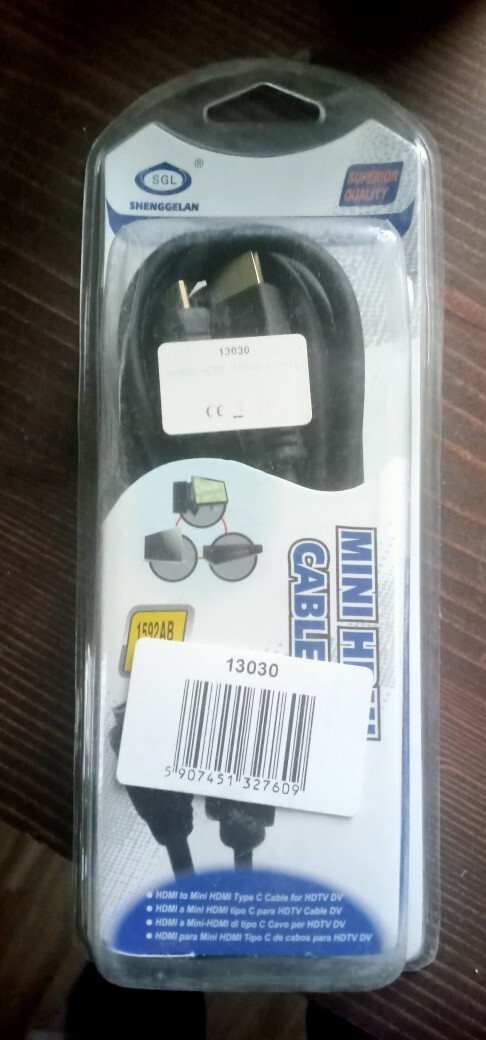 SGL
®
SHENGGELAN
SUPERIOR
QUALITY
13030
CE
MINI
CABLE
1592AB
13030
5 907451 327609
HDMI to Mini HDMI Type C Cable for HDTV DV
HDMI a Mini HDMI tipo C para HDTV Cable DV
HDMI a Mini-HDMI di tipo C Cavo per HDTV DV
HDMI para Mini HDMI Tipo C de cabos para HDTV DV